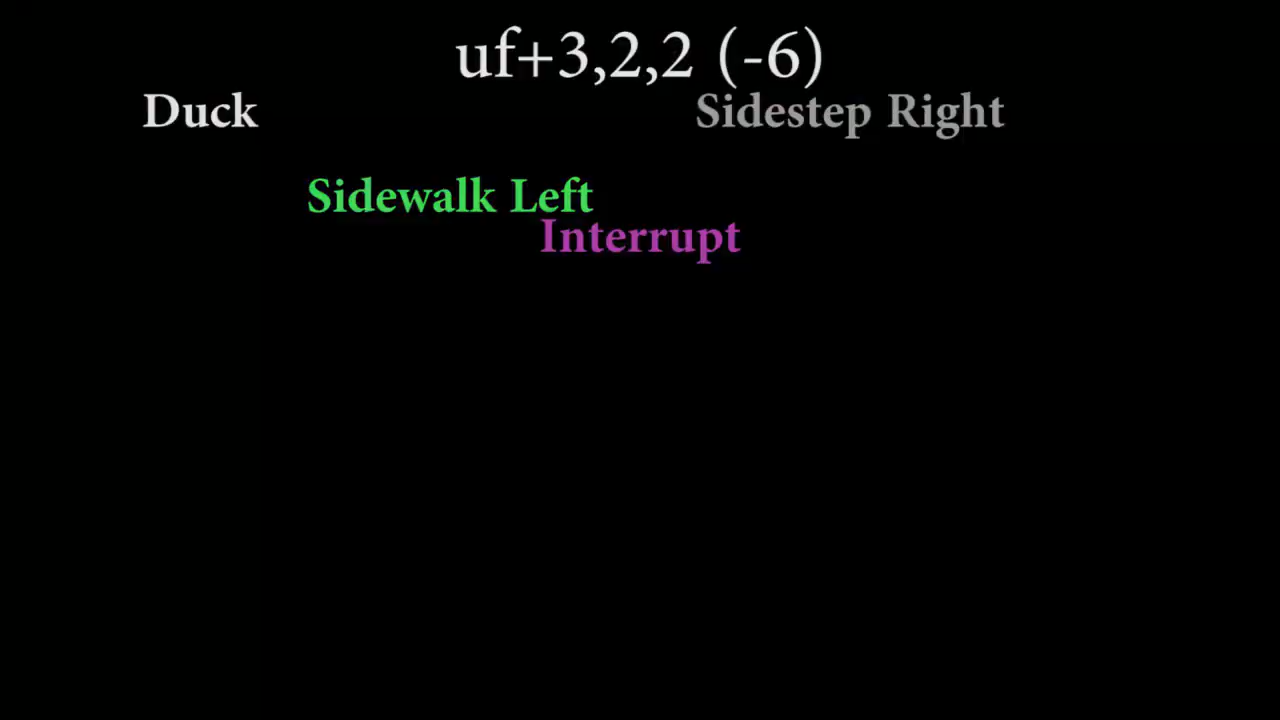 uf+3,2,2 (-6)
Duck
Sidestep Right
Sidewalk Left
Interrupt